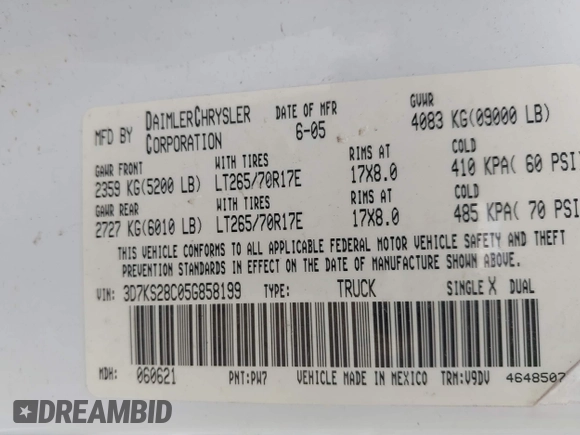 MFD BY DAIMLERCHRYSLER CORPORATION
DATE OF MFR 6-05
GVWR 4083 KG(09000 LB)
GAWR FRONT WITH TIRES RIMS AT COLD
2359 KG(5200 LB) LT265/70R17E 17X8.0 410 KPA( 60 PSI
GAWR REAR WITH TIRES RIMS AT COLD
2727 KG(6010 LB) LT265/70R17E 17X8.0 485 KPA( 70 PSI
THIS VEHICLE CONFORMS TO ALL APPLICABLE FEDERAL MOTOR VEHICLE SAFETY AND THEFT
PREVENTION STANDARDS IN EFFECT ON THE DATE OF MANUFACTURE SHOWN ABOVE.
VIN: 3D7KS28C05G858199 TYPE: TRUCK SINGLE X DUAL
MDH: 060621 PNT:PW7 VEHICLE MADE IN MEXICO TRM:V9DV 4648507
DREAMBID